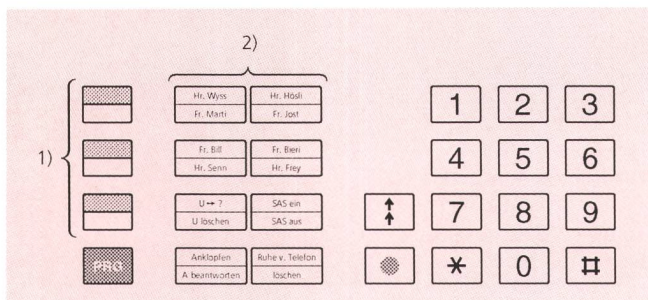 2)
Hr. Wyss Hr. Hösli 1 2 3
Fr. Marti Fr. Jost
1)
Fr. Bill Fr. Bieri 4 5 6
Hr. Senn Hr. Frey
U ↔ ? SAS ein 7 8 9
U löschen SAS aus
PRG Anklopfen Ruhe v. Telefon * 0 #
A beantworten löschen